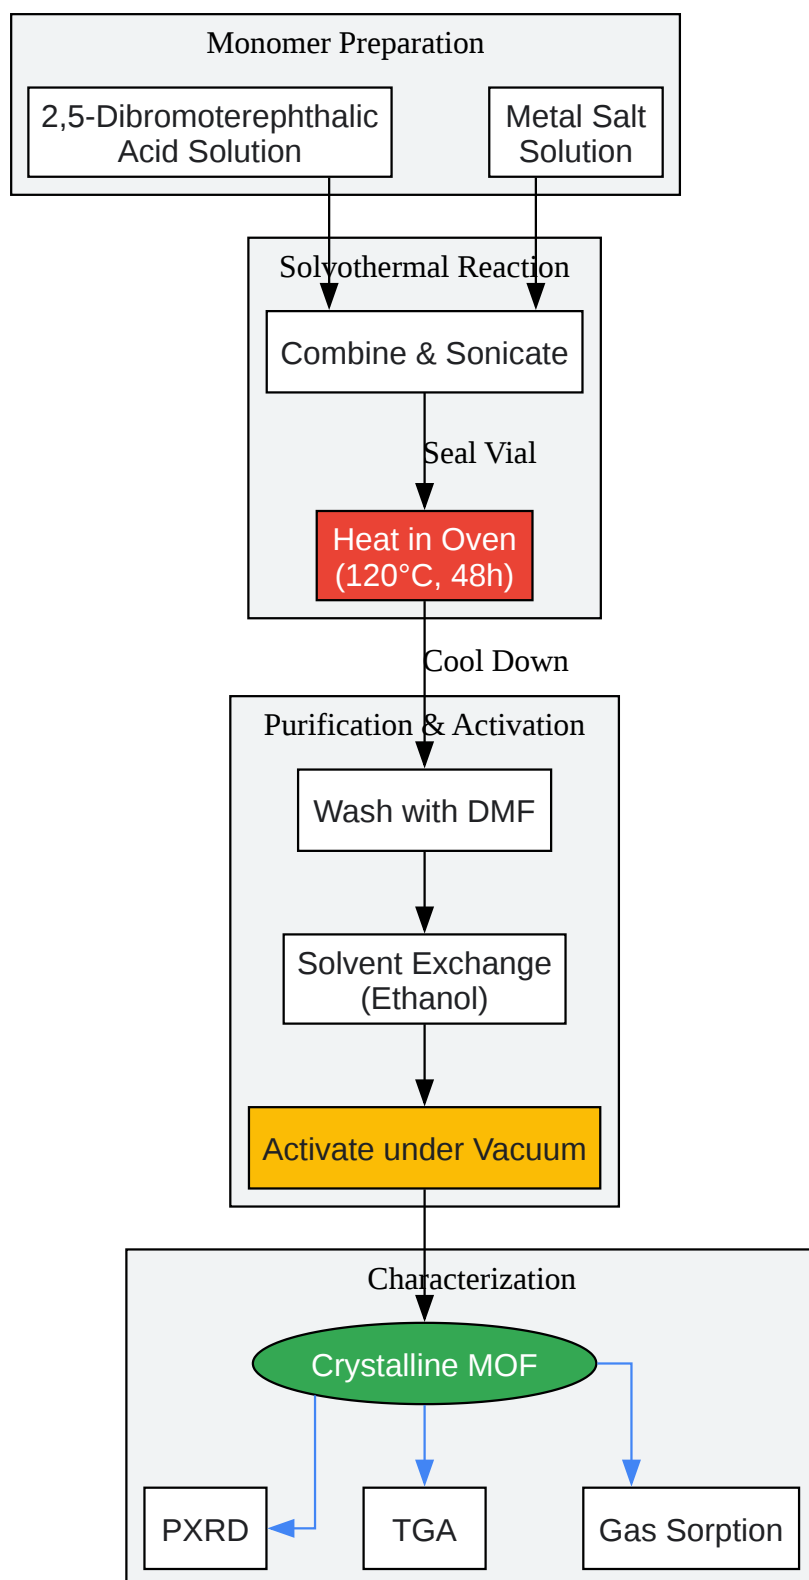 Monomer Preparation
2,5-Dibromoterephthalic
Acid Solution
Metal Salt
Solution
Solvothermal Reaction
Combine & Sonicate
Seal Vial
Heat in Oven
(120°C, 48h)
Cool Down
Purification & Activation
Wash with DMF
Solvent Exchange
(Ethanol)
Activate under Vacuum
Characterization
Crystalline MOF
PXRD
TGA
Gas Sorption